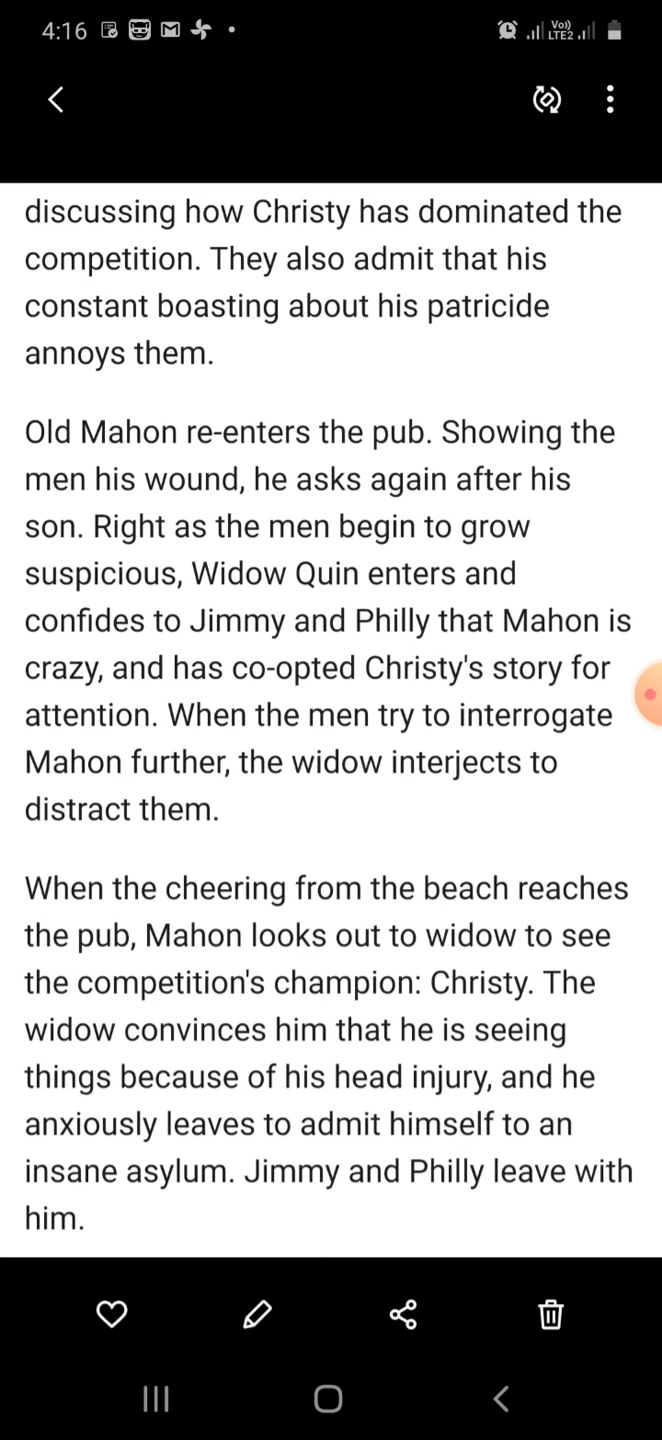 4:16
Vo))
LTE2
discussing how Christy has dominated the
competition. They also admit that his
constant boasting about his patricide
annoys them.
Old Mahon re-enters the pub. Showing the
men his wound, he asks again after his
son. Right as the men begin to grow
suspicious, Widow Quin enters and
confides to Jimmy and Philly that Mahon is
crazy, and has co-opted Christy's story for
attention. When the men try to interrogate
Mahon further, the widow interjects to
distract them.
When the cheering from the beach reaches
the pub, Mahon looks out to widow to see
the competition's champion: Christy. The
widow convinces him that he is seeing
things because of his head injury, and he
anxiously leaves to admit himself to an
insane asylum. Jimmy and Philly leave with
him.